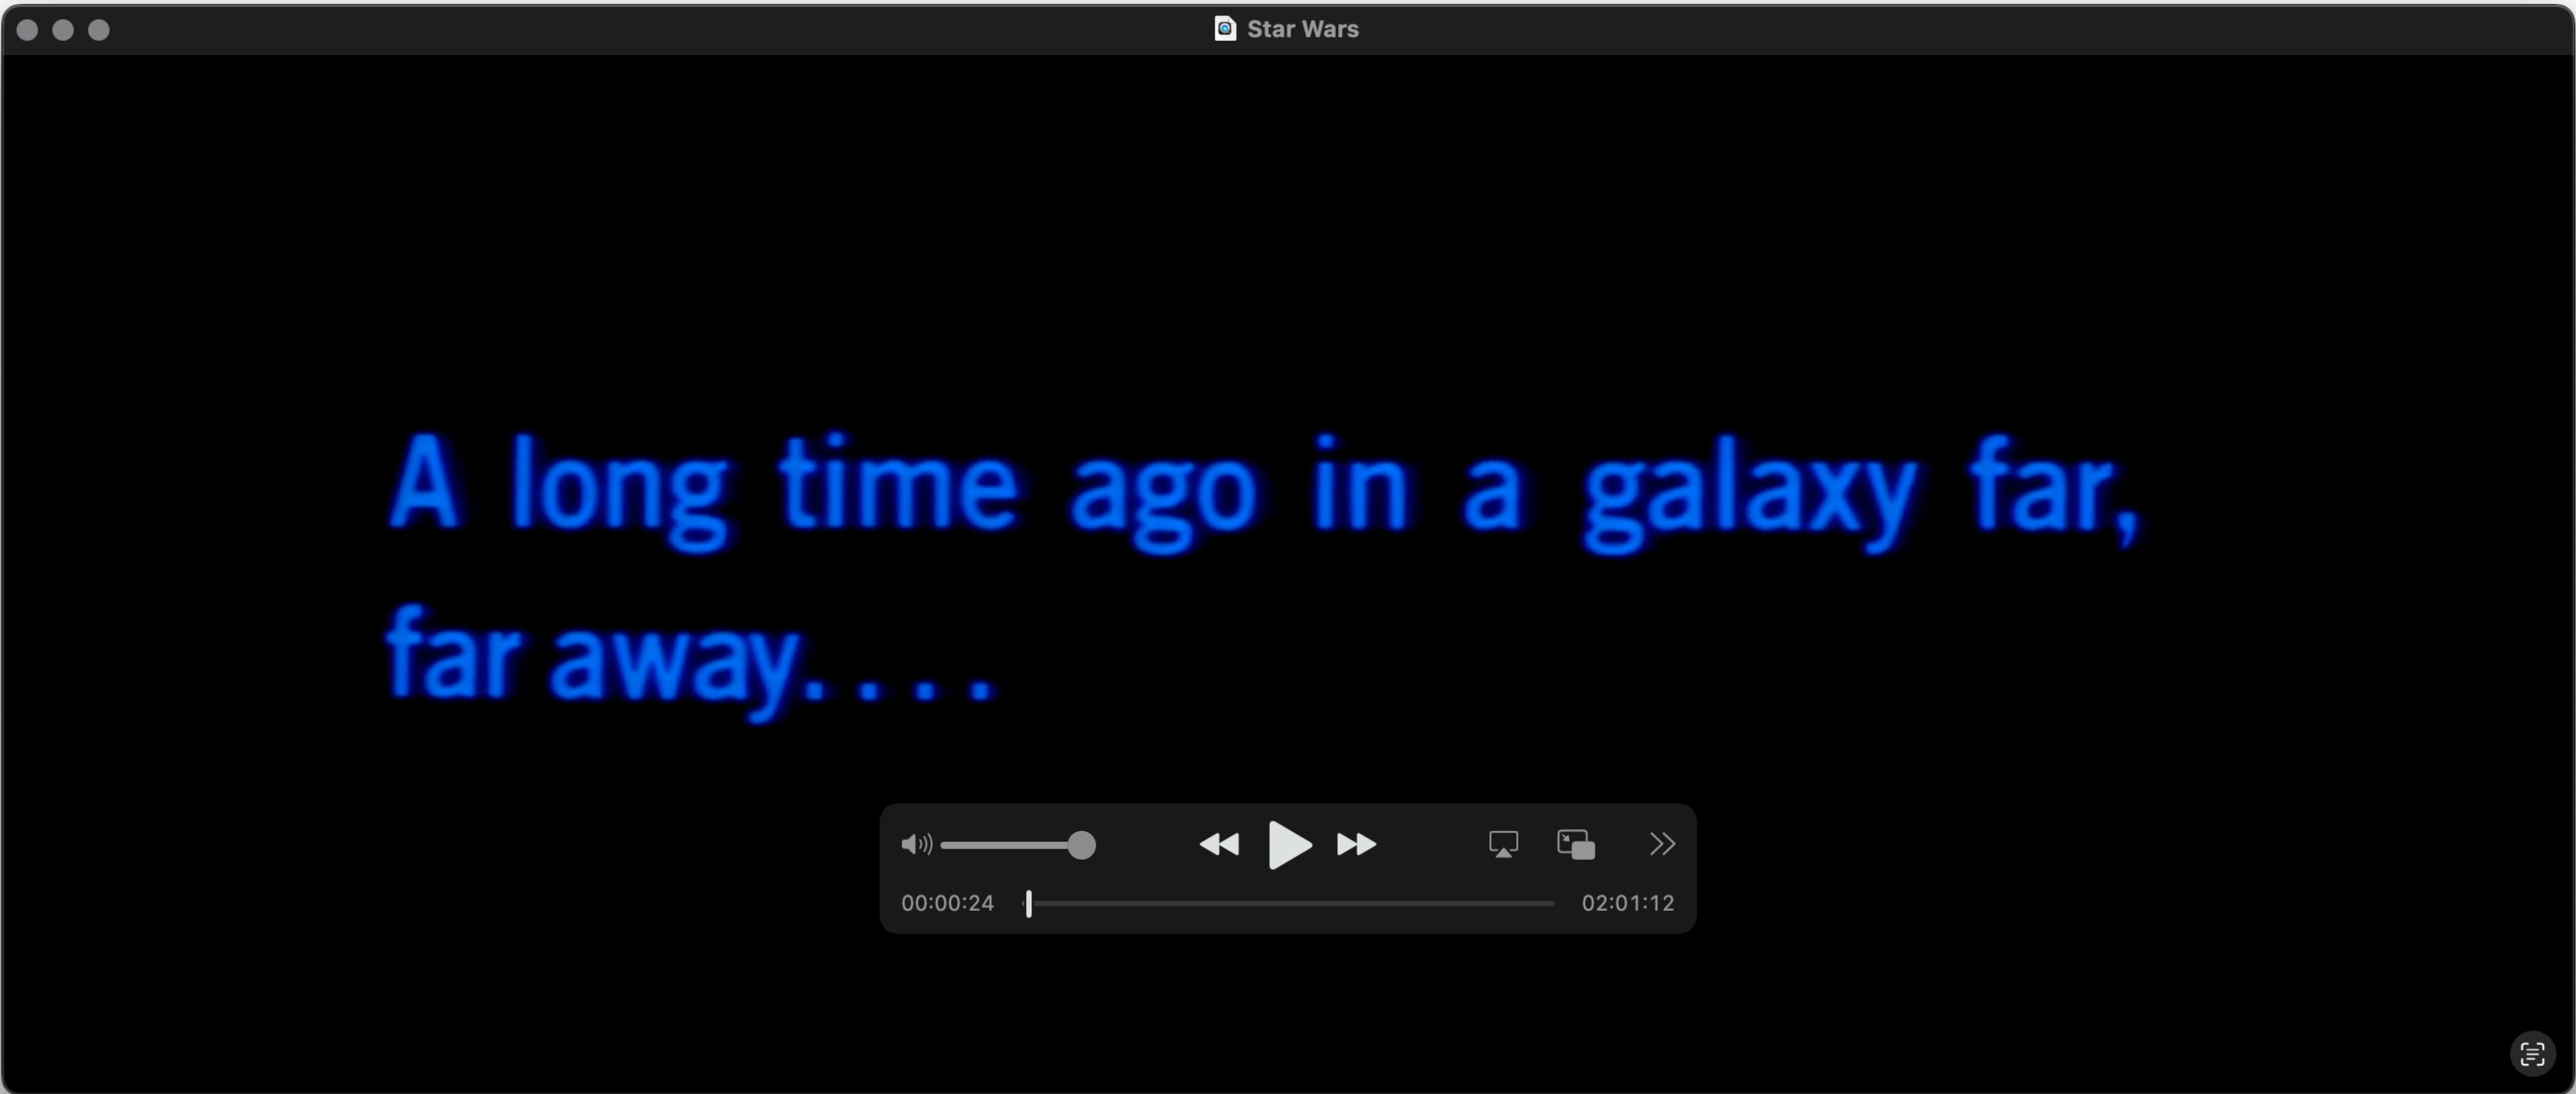 Star Wars
A long time ago in a galaxy far,
far away. . . .
00:00:24
02:01:12